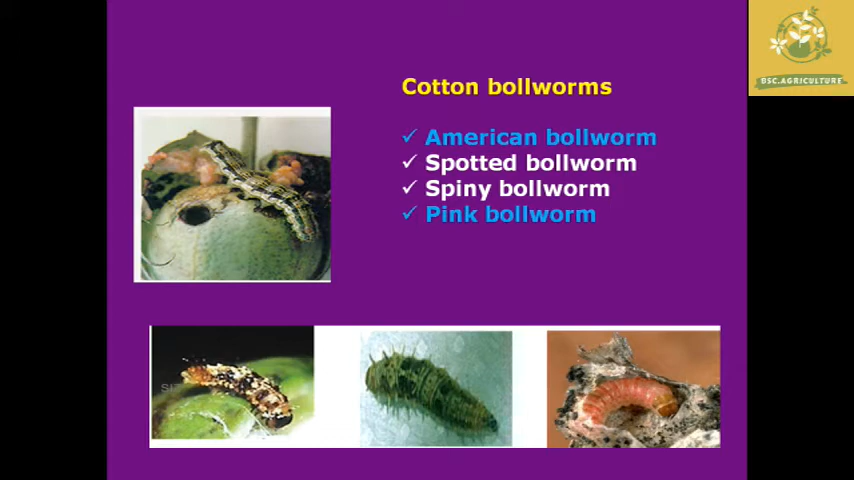 BSC.AGRICULTURE
Cotton bollworms
✓ American bollworm
✓ Spotted bollworm
✓ Spiny bollworm
✓ Pink bollworm